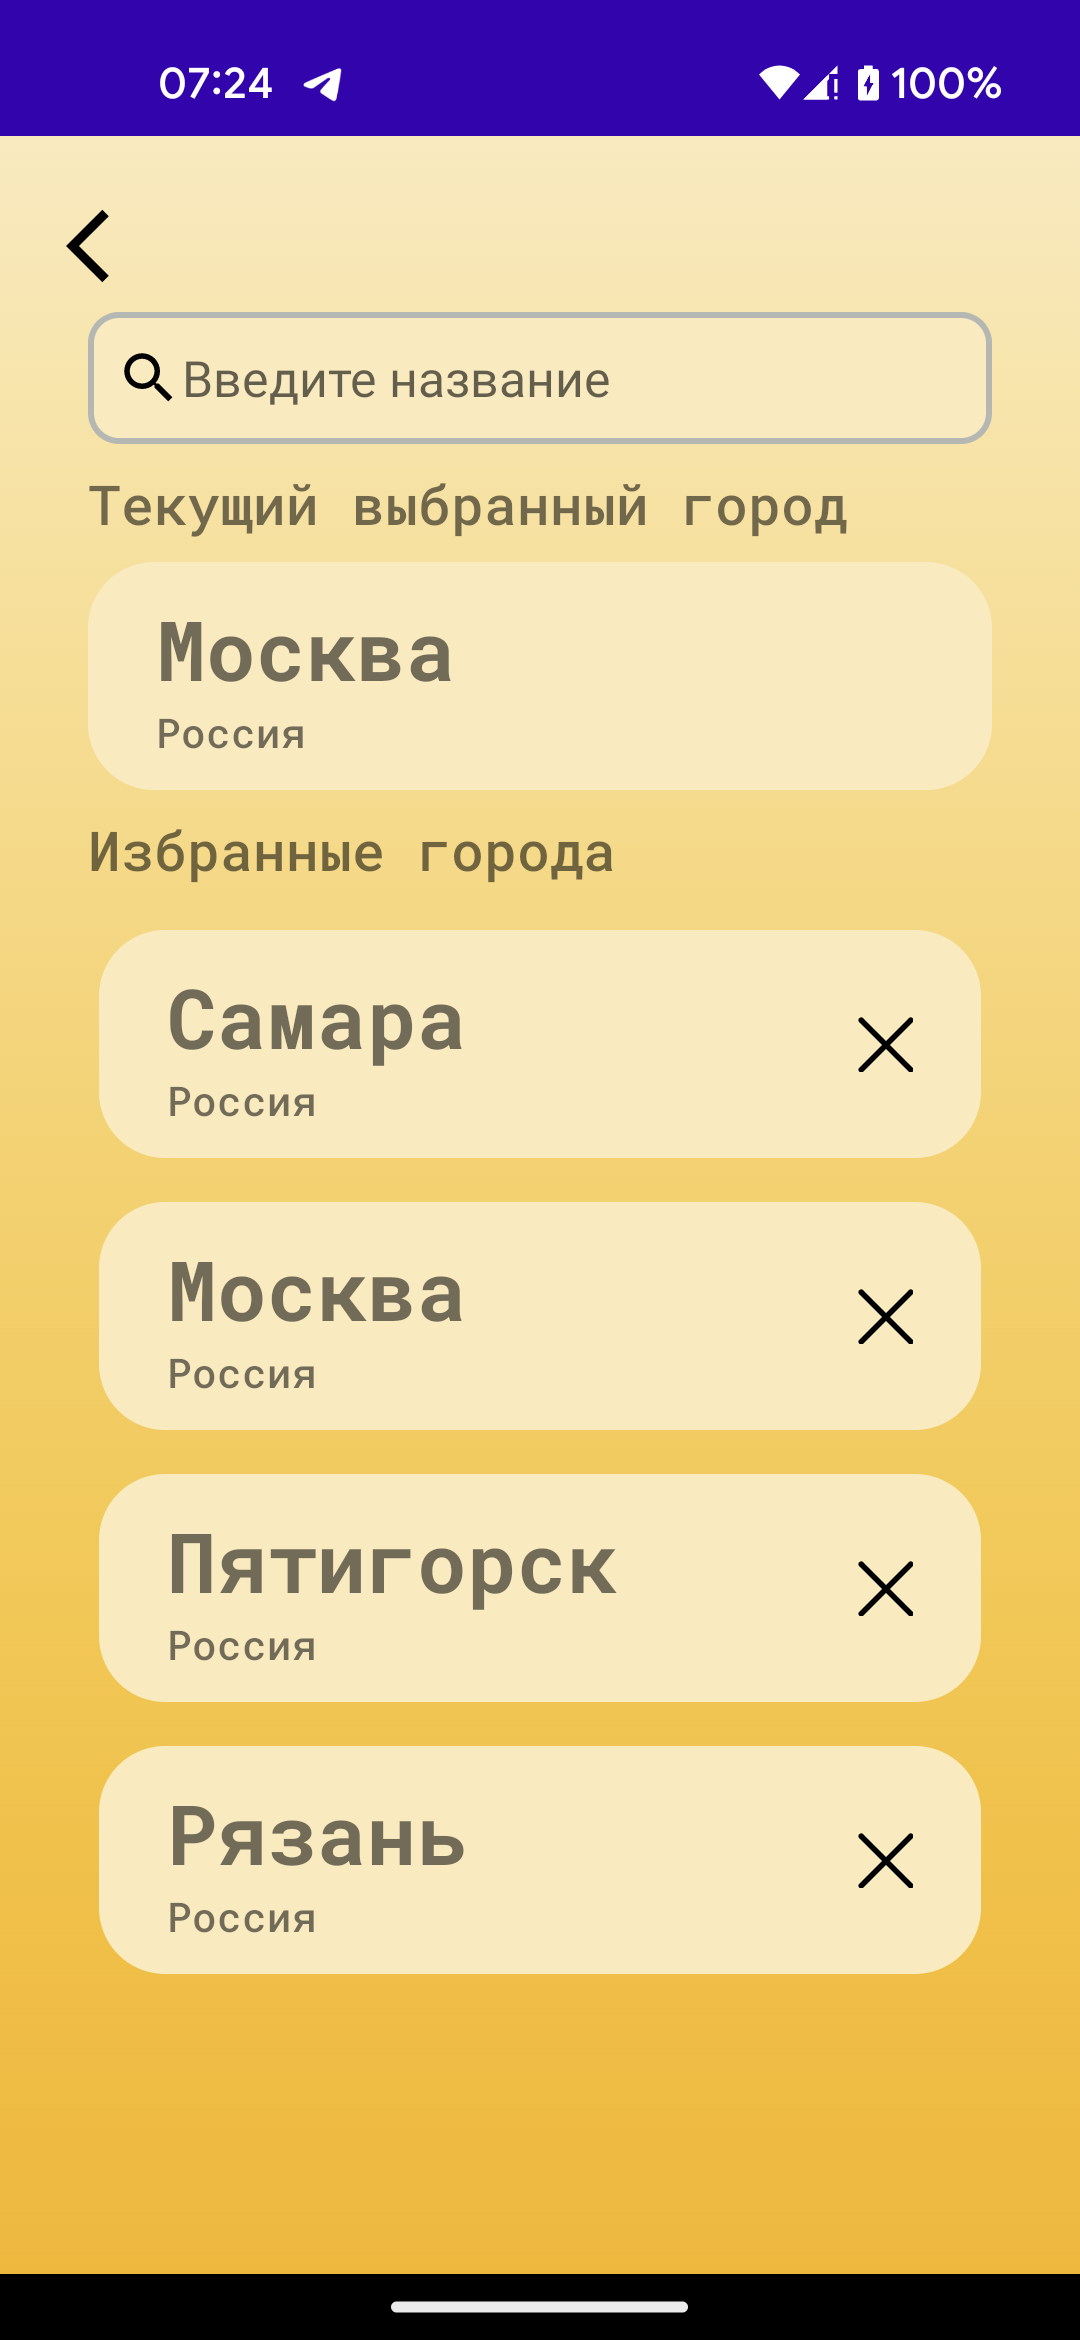 07:24 100%
Введите название
Текущий выбранный город
Москва
Россия
Избранные города
Самара
Россия
Москва
Россия
Пятигорск
Россия
Рязань
Россия